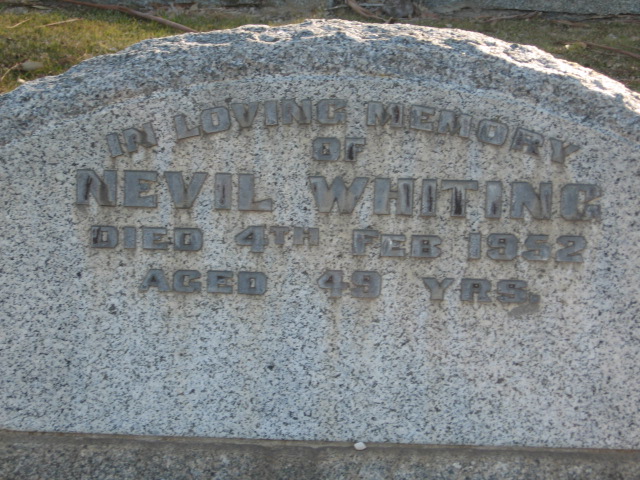 IN LOVING MEMORY
OF
NEVIL WHITING
DIED 4TH FEB 1952
AGED 49 YRS.